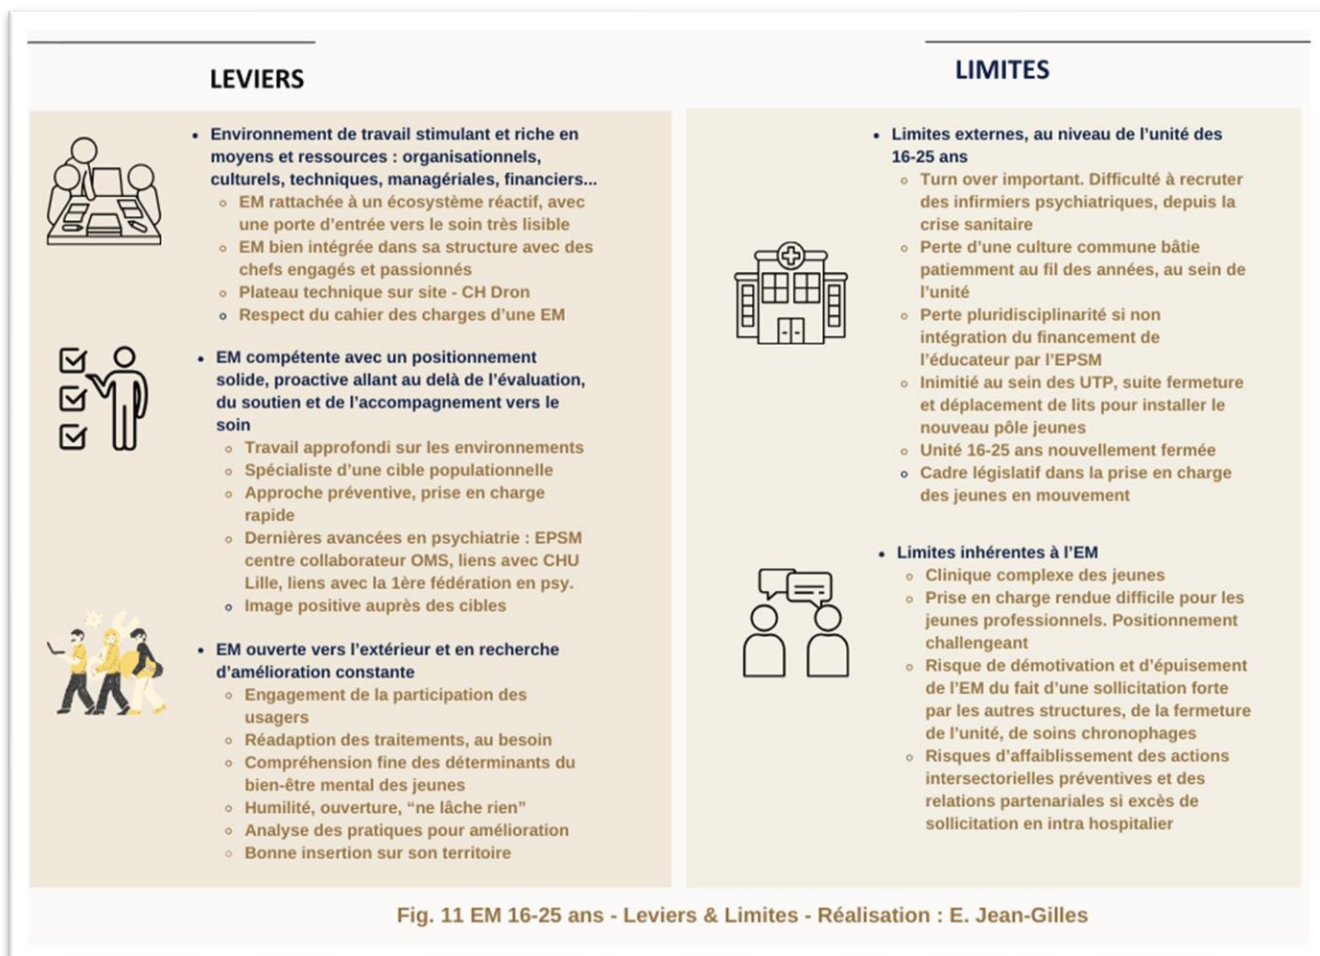 LEVIERS
• Environnement de travail stimulant et riche en
moyens et ressources : organisationnels,
culturels, techniques, managériales, financiers...
◦ EM rattachée à un écosystème réactif, avec
une porte d’entrée vers le soin très lisible
◦ EM bien intégrée dans sa structure avec des
chefs engagés et passionnés
◦ Plateau technique sur site - CH Dron
◦ Respect du cahier des charges d’une EM
• EM compétente avec un positionnement
solide, proactive allant au delà de l’évaluation,
du soutien et de l’accompagnement vers le
soin
◦ Travail approfondi sur les environnements
◦ Spécialiste d’une cible populationnelle
◦ Approche préventive, prise en charge
rapide
◦ Dernières avancées en psychiatrie : EPSM
centre collaborateur OMS, liens avec CHU
Lille, liens avec la 1ère fédération en psy.
◦ Image positive auprès des cibles
• EM ouverte vers l’extérieur et en recherche
d’amélioration constante
◦ Engagement de la participation des
usagers
◦ Réadaption des traitements, au besoin
◦ Compréhension fine des déterminants du
bien-être mental des jeunes
◦ Humilité, ouverture, “ne lâche rien”
◦ Analyse des pratiques pour amélioration
◦ Bonne insertion sur son territoire
LIMITES
• Limites externes, au niveau de l’unité des
16-25 ans
◦ Turn over important. Difficulté à recruter
des infirmiers psychiatriques, depuis la
crise sanitaire
◦ Perte d’une culture commune bâtie
patiemment au fil des années, au sein de
l’unité
◦ Perte pluridisciplinarité si non
intégration du financement de
l’éducateur par l’EPSM
◦ Inimitié au sein des UTP, suite fermeture
et déplacement de lits pour installer le
nouveau pôle jeunes
◦ Unité 16-25 ans nouvellement fermée
◦ Cadre législatif dans la prise en charge
des jeunes en mouvement
• Limites inhérentes à l’EM
◦ Clinique complexe des jeunes
◦ Prise en charge rendue difficile pour les
jeunes professionnels. Positionnement
challengeant
◦ Risque de démotivation et d’épuisement
de l’EM du fait d’une sollicitation forte
par les autres structures, de la fermeture
de l’unité, de soins chronophages
◦ Risques d’affaiblissement des actions
intersectorielles préventives et des
relations partenariales si excès de
sollicitation en intra hospitalier
Fig. 11 EM 16-25 ans - Leviers & Limites - Réalisation : E. Jean-Gilles